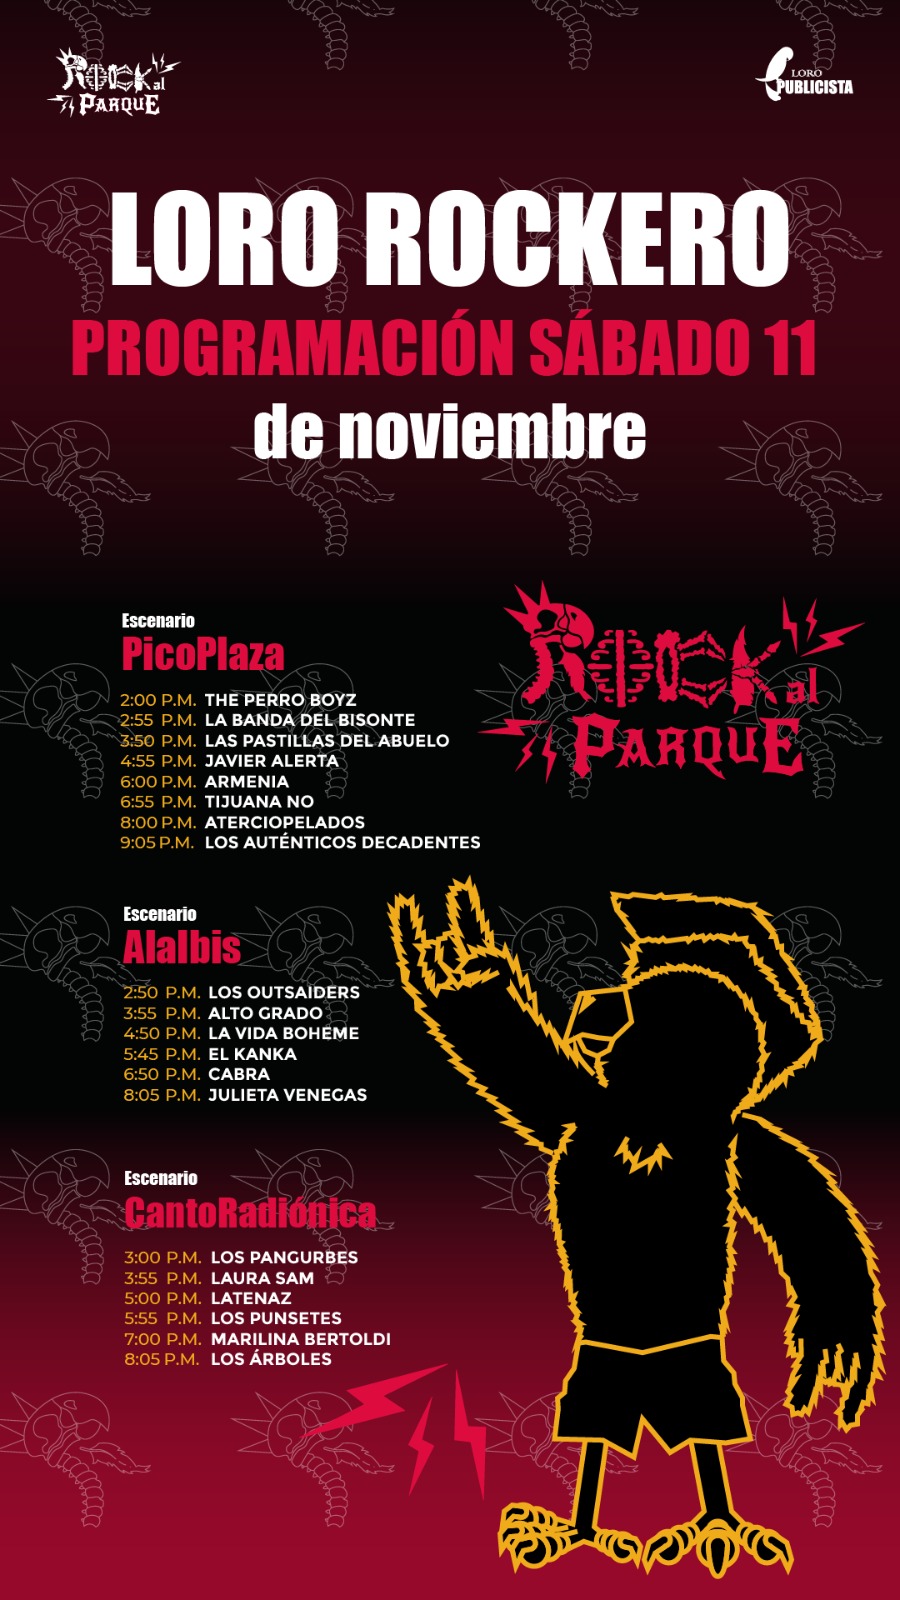 ROCK al
PARQUE
LORO
PUBLICISTA
LORO ROCKERO
PROGRAMACIÓN SÁBADO 11
de noviembre
Escenario
PicoPlaza
2:00 P.M. THE PERRO BOYZ
2:55 P.M. LA BANDA DEL BISONTE
3:50 P.M. LAS PASTILLAS DEL ABUELO
4:55 P.M. JAVIER ALERTA
6:00 P.M. ARMENIA
6:55 P.M. TIJUANA NO
8:00 P.M. ATERCIOPELADOS
9:05 P.M. LOS AUTÉNTICOS DECADENTES
ROCK al
PARQUE
Escenario
AlaIbis
2:50 P.M. LOS OUTSAIDERS
3:55 P.M. ALTO GRADO
4:50 P.M. LA VIDA BOHEME
5:45 P.M. EL KANKA
6:50 P.M. CABRA
8:05 P.M. JULIETA VENEGAS
Escenario
CantoRadiónica
3:00 P.M. LOS PANGURBES
3:55 P.M. LAURA SAM
5:00 P.M. LATENAZ
5:55 P.M. LOS PUNSETES
7:00 P.M. MARILINA BERTOLDI
8:05 P.M. LOS ÁRBOLES